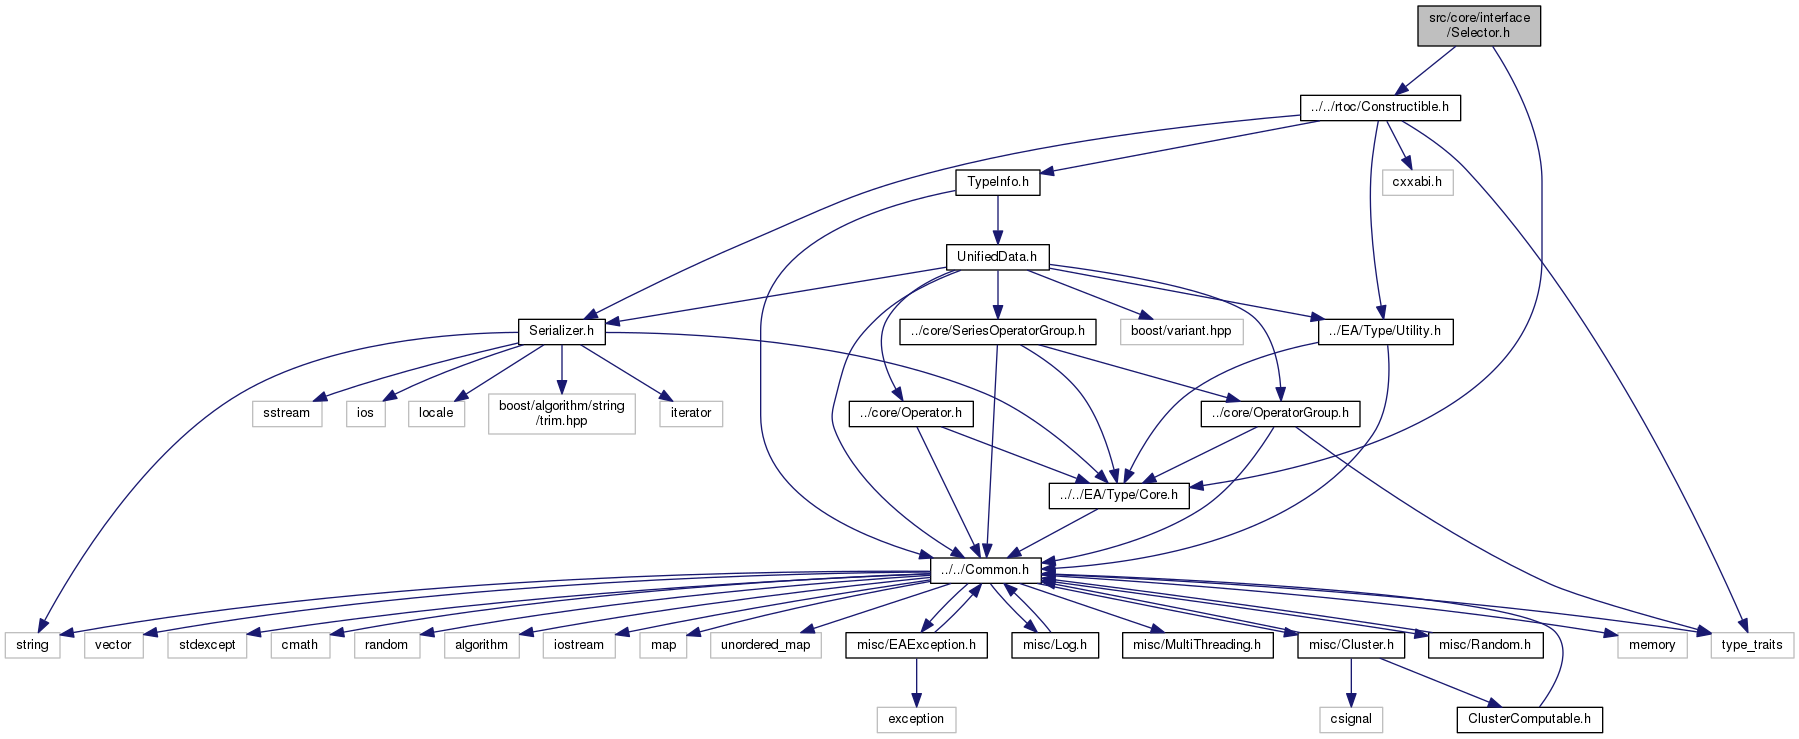 src/core/interface
/Selector.h
../../rtoc/Constructible.h
TypeInfo.h
cxxabi.h
UnifiedData.h
Serializer.h
../core/SeriesOperatorGroup.h
boost/variant.hpp
../EA/Type/Utility.h
sstream
ios
locale
boost/algorithm/string
/trim.hpp
iterator
../core/Operator.h
../core/OperatorGroup.h
../../EA/Type/Core.h
../../Common.h
string
vector
stdexcept
cmath
random
algorithm
iostream
map
unordered_map
misc/EAException.h
misc/Log.h
misc/MultiThreading.h
misc/Cluster.h
misc/Random.h
memory
type_traits
exception
csignal
ClusterComputable.h